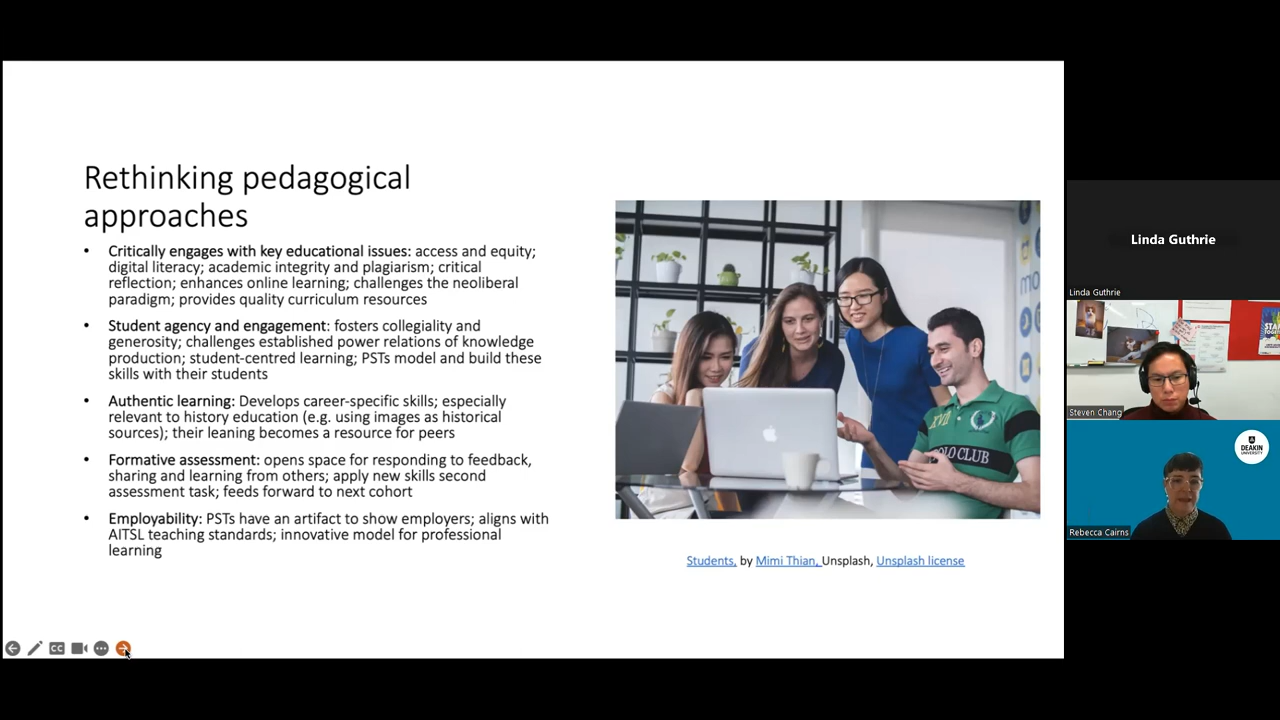 Rethinking pedagogical
approaches
• Critically engages with key educational issues: access and equity;
digital literacy; academic integrity and plagiarism; critical
reflection; enhances online learning; challenges the neoliberal
paradigm; provides quality curriculum resources
• Student agency and engagement: fosters collegiality and
generosity; challenges established power relations of knowledge
production; student-centred learning; PSTs model and build these
skills with their students
• Authentic learning: Develops career-specific skills; especially
relevant to history education (e.g. using images as historical
sources); their leaning becomes a resource for peers
• Formative assessment: opens space for responding to feedback,
sharing and learning from others; apply new skills second
assessment task; feeds forward to next cohort
• Employability: PSTs have an artifact to show employers; aligns with
AITSL teaching standards; innovative model for professional
learning
XVII
POLO CLUB
Students, by Mimi Thian, Unsplash, Unsplash license
CC
Linda Guthrie
Linda Guthrie
Steven Chang
DEAKIN
UNIVERSITY
Rebecca Cairns